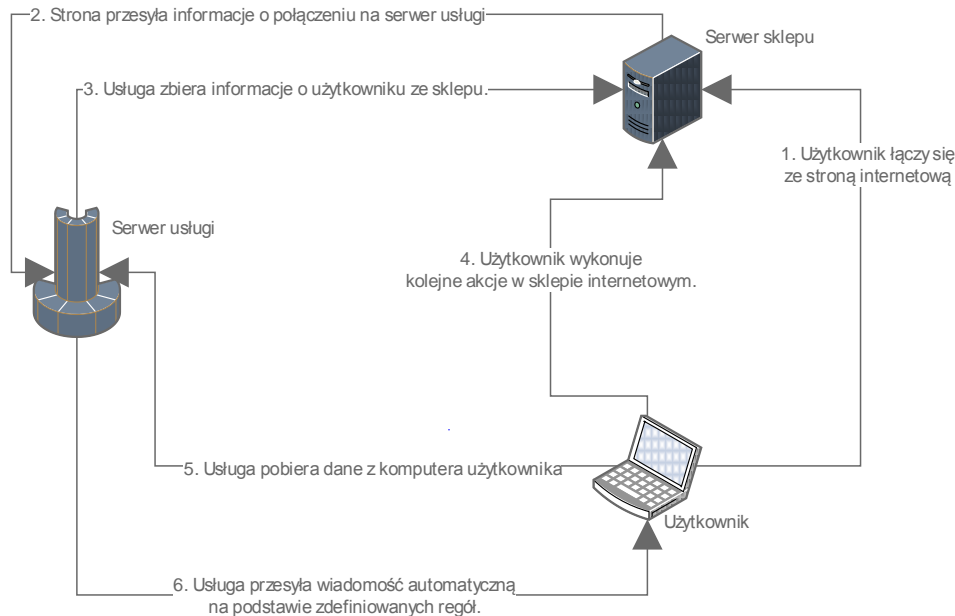 2. Strona przesyła informacje o połączeniu na serwer usługi
Serwer sklepu
3. Usługa zbiera informacje o użytkowniku ze sklepu.
1. Użytkownik łączy się
ze stroną internetową
Serwer usługi
4. Użytkownik wykonuje
kolejne akcje w sklepie internetowym.
5. Usługa pobiera dane z komputera użytkownika
Użytkownik
6. Usługa przesyła wiadomość automatyczną
na podstawie zdefiniowanych regół.